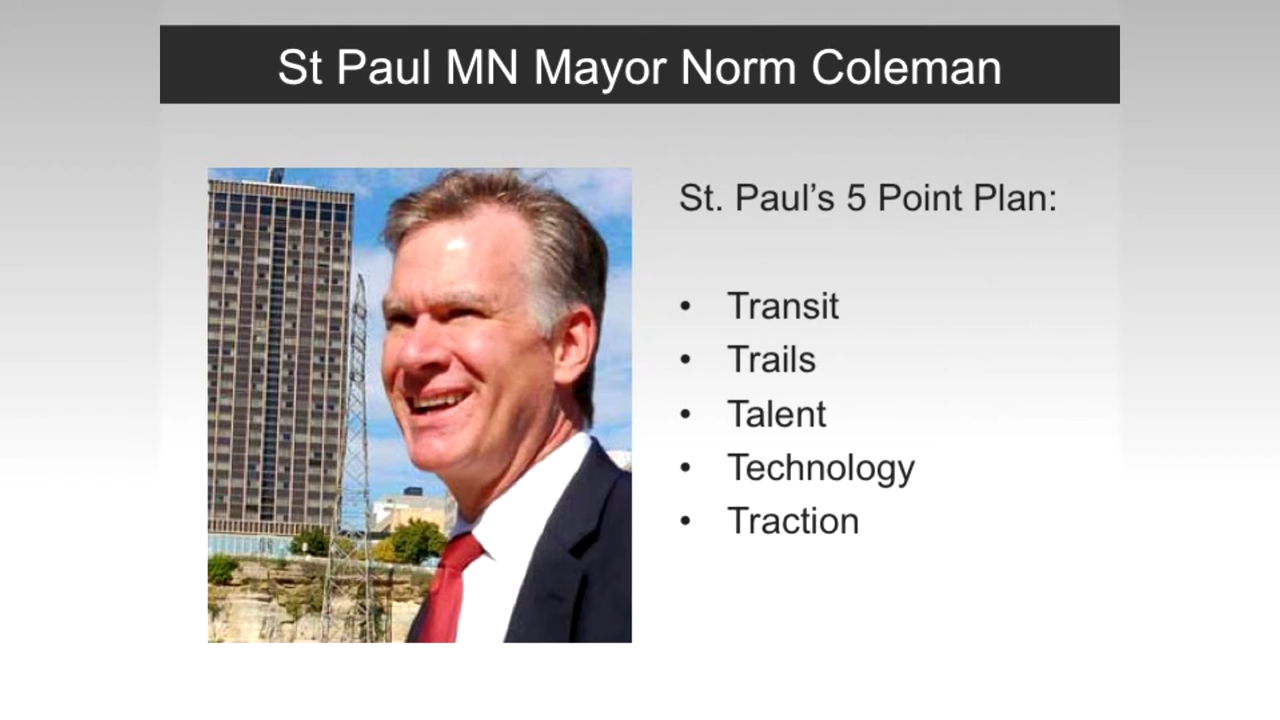 St Paul MN Mayor Norm Coleman
St. Paul’s 5 Point Plan:
• Transit
• Trails
• Talent
• Technology
• Traction